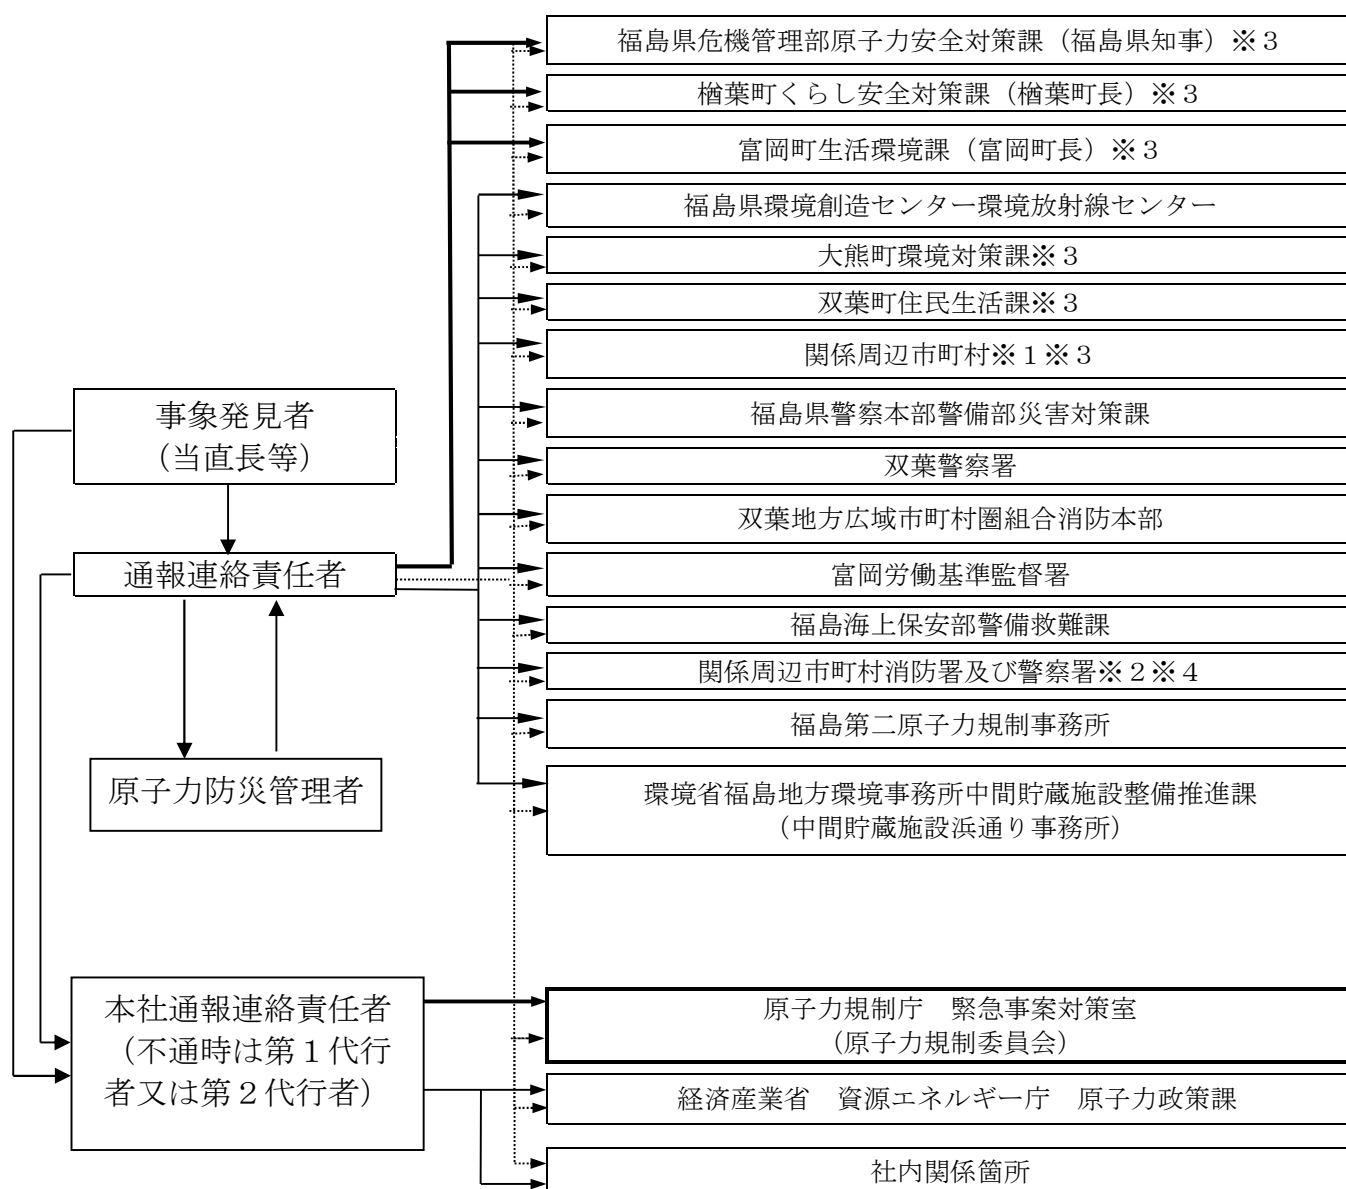 福島県危機管理部原子力安全対策課（福島県知事）※３
楢葉町くらし安全対策課（楢葉町長）※３
富岡町生活環境課（富岡町長）※３
福島県環境創造センター環境放射線センター
大熊町環境対策課※３
双葉町住民生活課※３
関係周辺市町村※１※３
福島県警察本部警備部災害対策課
双葉警察署
双葉地方広域市町村圏組合消防本部
富岡労働基準監督署
福島海上保安部警備救難課
関係周辺市町村消防署及び警察署※２※４
福島第二原子力規制事務所
環境省福島地方環境事務所中間貯蔵施設整備推進課
（中間貯蔵施設浜通り事務所）
事象発見者
（当直長等）
通報連絡責任者
原子力防災管理者
本社通報連絡責任者
（不通時は第１代行
者又は第２代行者）
原子力規制庁　緊急事案対策室
（原子力規制委員会）
経済産業省　資源エネルギー庁　原子力政策課
社内関係箇所